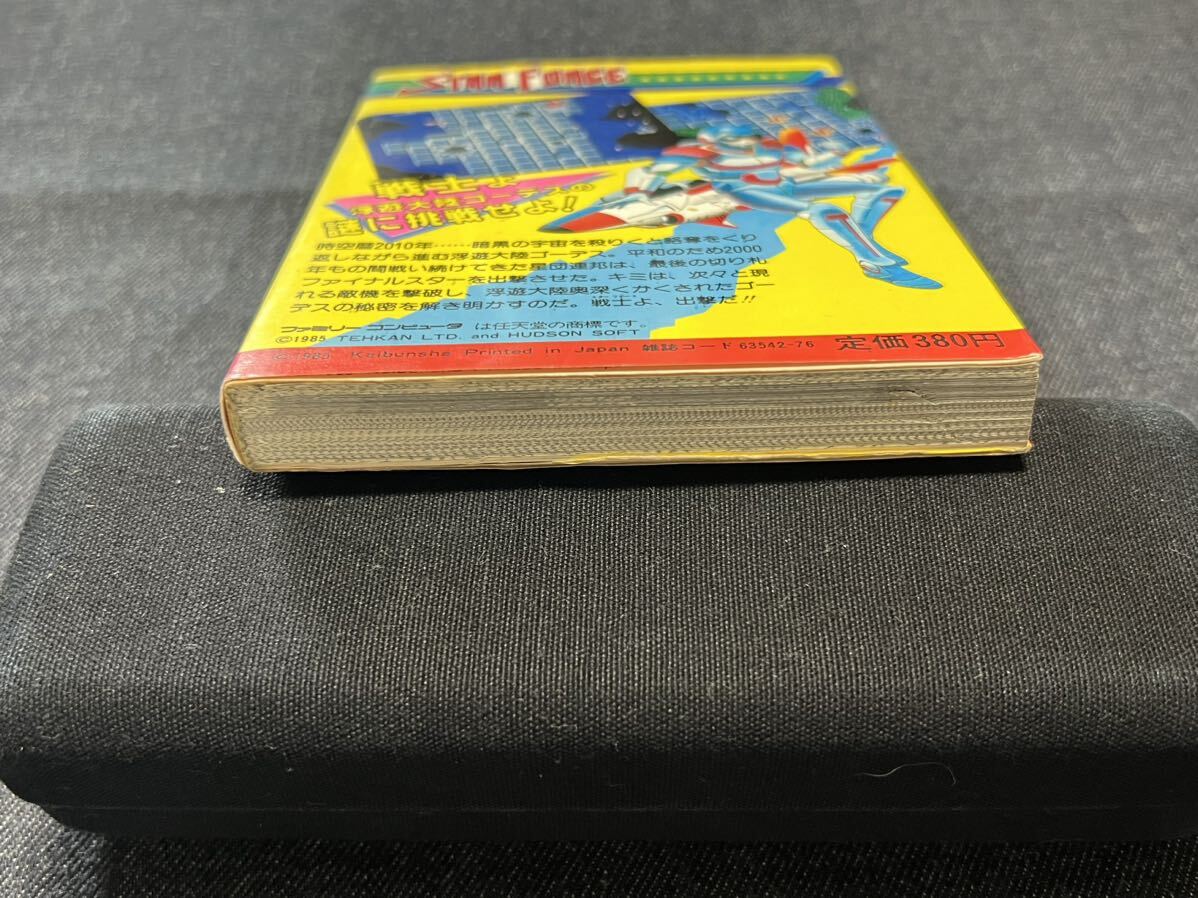 STAR FORCE
戦士よ
浮遊大陸ゴーデスの
謎に挑戦せよ!
時空暦2010年……暗黒の宇宙を殺りくと略奪をくり
返しながら進む浮遊大陸ゴーデス。平和のため2000
年もの間戦い続けてきた星団連邦は、最後の切り札
ファイナルスターを出撃させた。キミは、次々と現
れる敵機を撃破し、浮遊大陸奥深くかくされたゴー
デスの秘密を解き明かすのだ。戦士よ、出撃だ!!
ファミリーコンピュータ は任天堂の商標です。
©1985 TEHKAN LTD. and HUDSON SOFT
Keibunsha Printed in Japan 雑誌コード 63542-76 定価380円